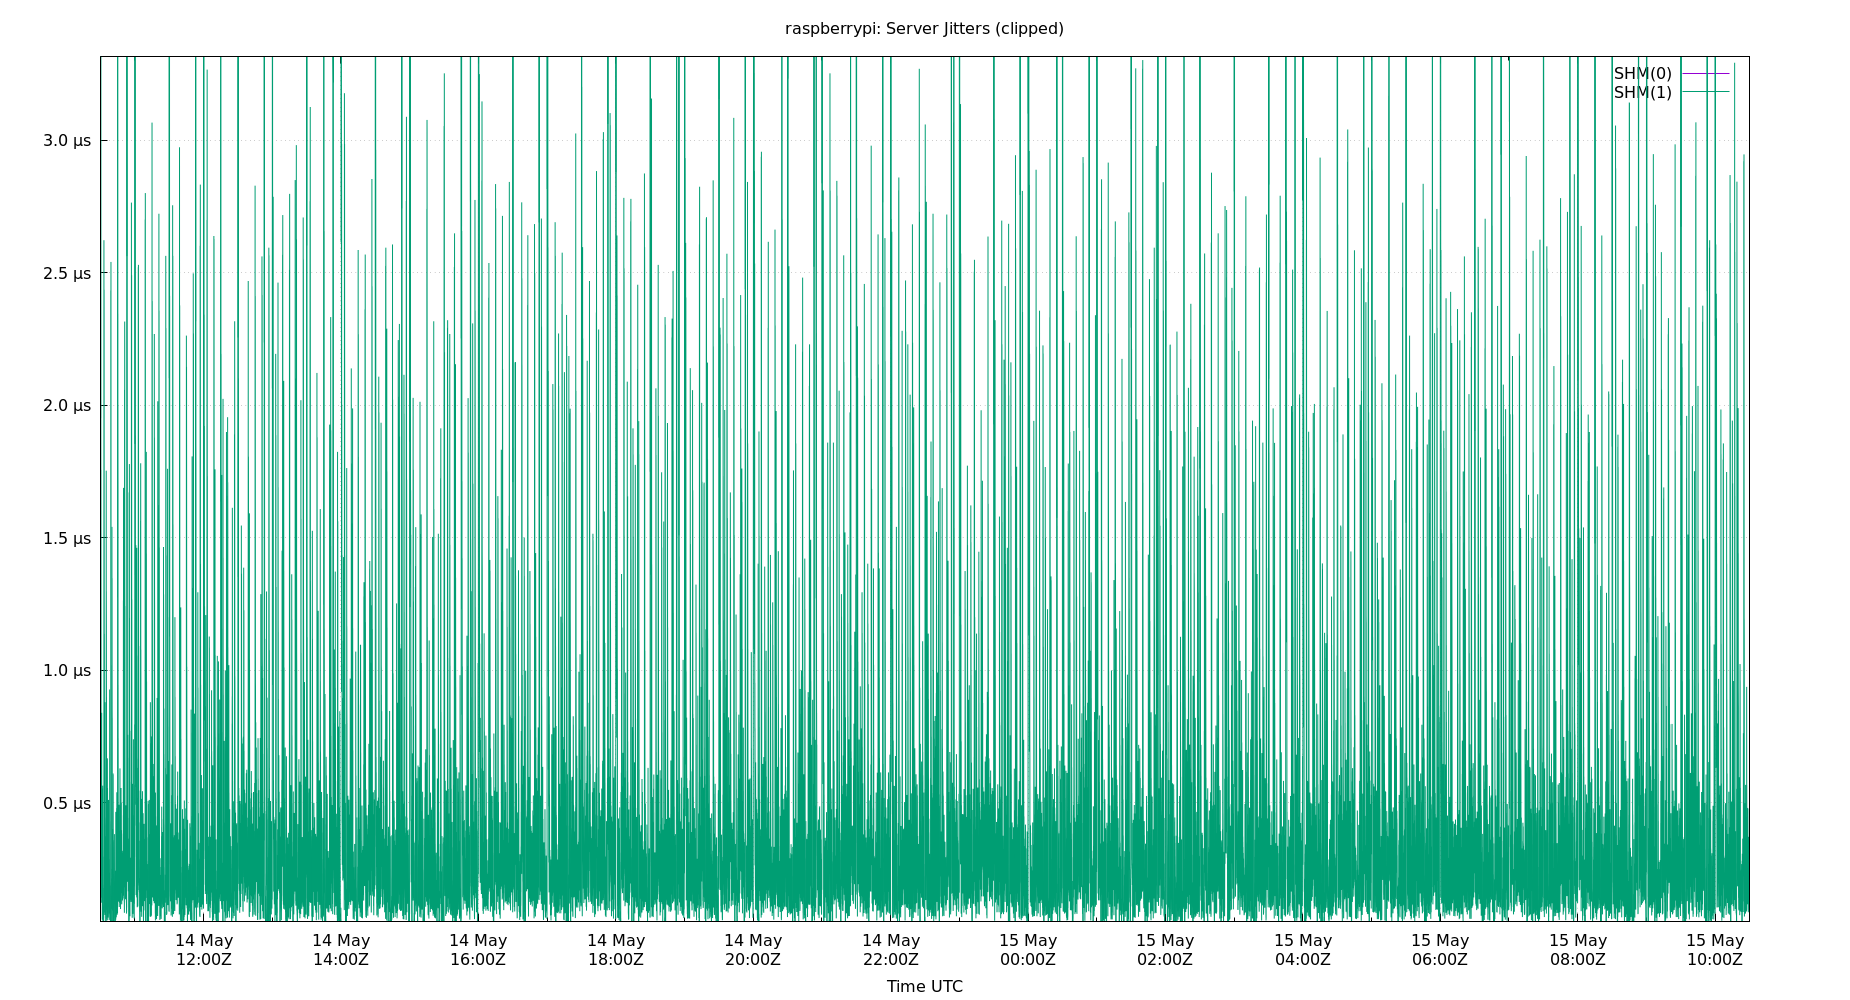 raspberrypi: Server Jitters (clipped)
SHM(0)
SHM(1)
3.0 µs
2.5 µs
2.0 µs
1.5 µs
1.0 µs
0.5 µs
14 May 14 May 14 May 14 May 14 May 14 May 15 May 15 May 15 May 15 May 15 May 15 May
12:00Z 14:00Z 16:00Z 18:00Z 20:00Z 22:00Z 00:00Z 02:00Z 04:00Z 06:00Z 08:00Z 10:00Z
Time UTC